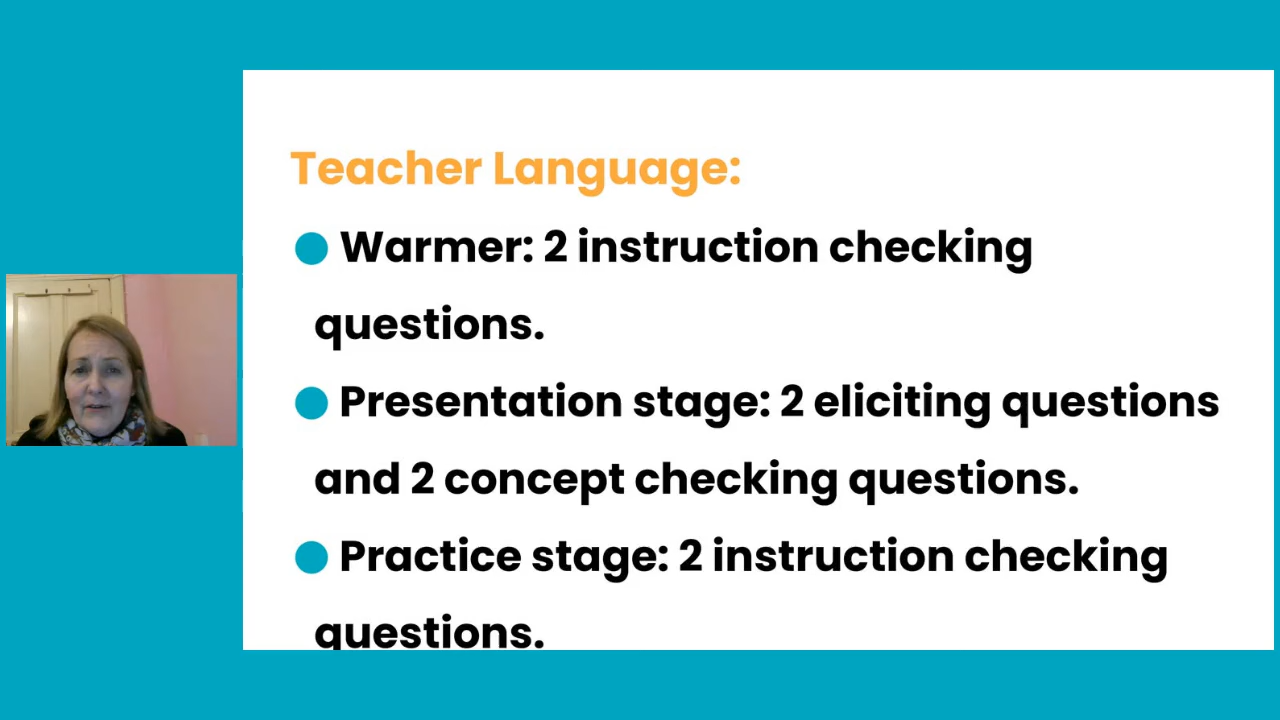 Teacher Language:
Warmer: 2 instruction checking
questions.
Presentation stage: 2 eliciting questions
and 2 concept checking questions.
Practice stage: 2 instruction checking
questions.